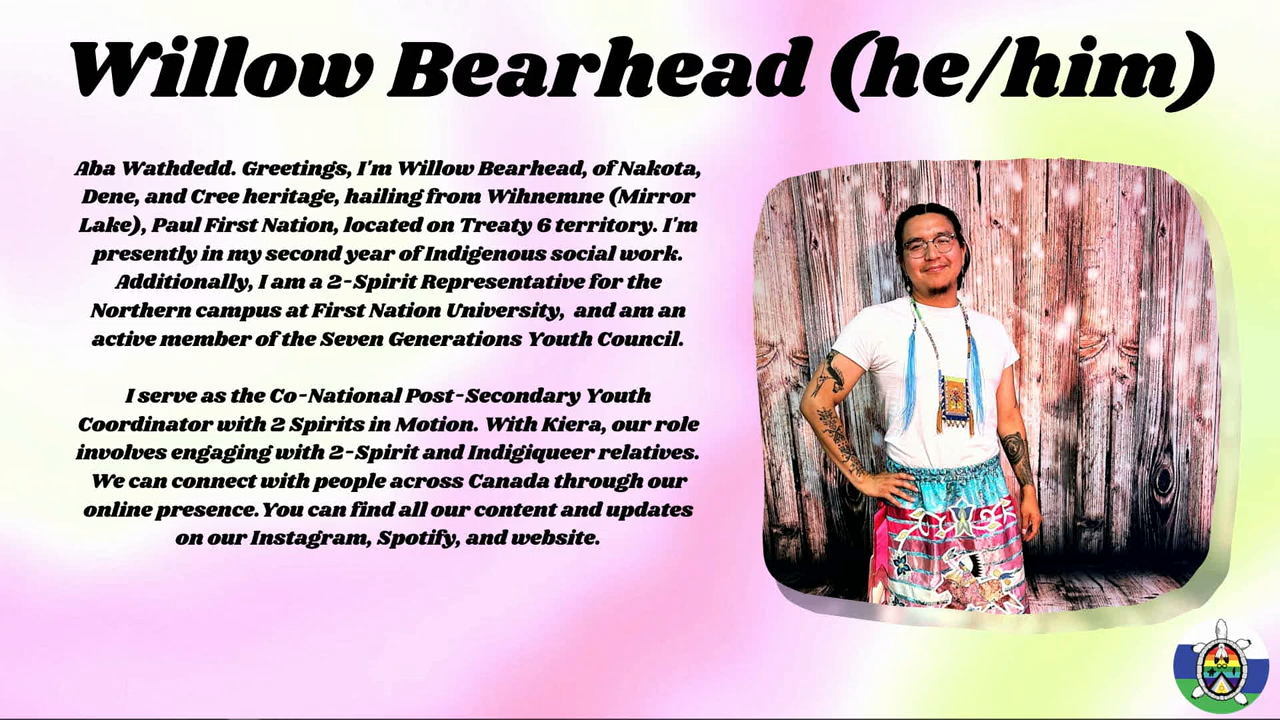 Willow Bearhead (he/him)
Aba Wathdedd. Greetings, I'm Willow Bearhead, of Nakota,
Dene, and Cree heritage, hailing from Wihnemne (Mirror
Lake), Paul First Nation, located on Treaty 6 territory. I'm
presently in my second year of Indigenous social work.
Additionally, I am a 2-Spirit Representative for the
Northern campus at First Nation University, and am an
active member of the Seven Generations Youth Council.
I serve as the Co-National Post-Secondary Youth
Coordinator with 2 Spirits in Motion. With Kiera, our role
involves engaging with 2-Spirit and Indigiqueer relatives.
We can connect with people across Canada through our
online presence.You can find all our content and updates
on our Instagram, Spotify, and website.